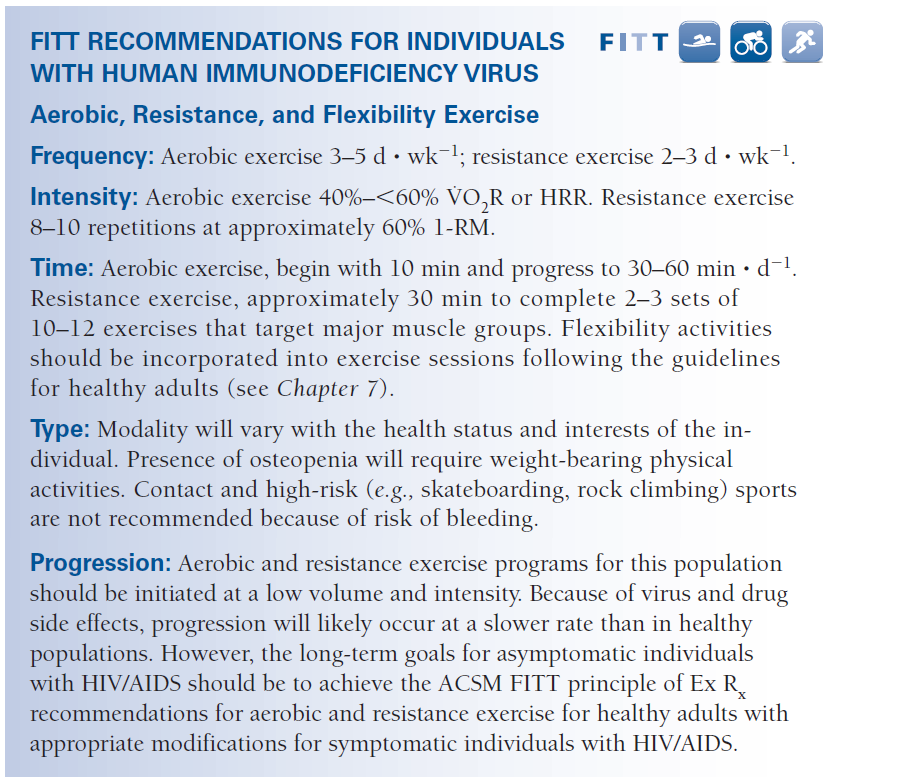 FITT RECOMMENDATIONS FOR INDIVIDUALS FITT
WITH HUMAN IMMUNODEFICIENCY VIRUS
Aerobic, Resistance, and Flexibility Exercise
Frequency: Aerobic exercise 3–5 d · wk⁻¹; resistance exercise 2–3 d · wk⁻¹.
Intensity: Aerobic exercise 40%–<60% V̇O₂R or HRR. Resistance exercise
8–10 repetitions at approximately 60% 1-RM.
Time: Aerobic exercise, begin with 10 min and progress to 30–60 min · d⁻¹.
Resistance exercise, approximately 30 min to complete 2–3 sets of
10–12 exercises that target major muscle groups. Flexibility activities
should be incorporated into exercise sessions following the guidelines
for healthy adults (see Chapter 7).
Type: Modality will vary with the health status and interests of the in-
dividual. Presence of osteopenia will require weight-bearing physical
activities. Contact and high-risk (e.g., skateboarding, rock climbing) sports
are not recommended because of risk of bleeding.
Progression: Aerobic and resistance exercise programs for this population
should be initiated at a low volume and intensity. Because of virus and drug
side effects, progression will likely occur at a slower rate than in healthy
populations. However, the long-term goals for asymptomatic individuals
with HIV/AIDS should be to achieve the ACSM FITT principle of Ex Rₓ
recommendations for aerobic and resistance exercise for healthy adults with
appropriate modifications for symptomatic individuals with HIV/AIDS.